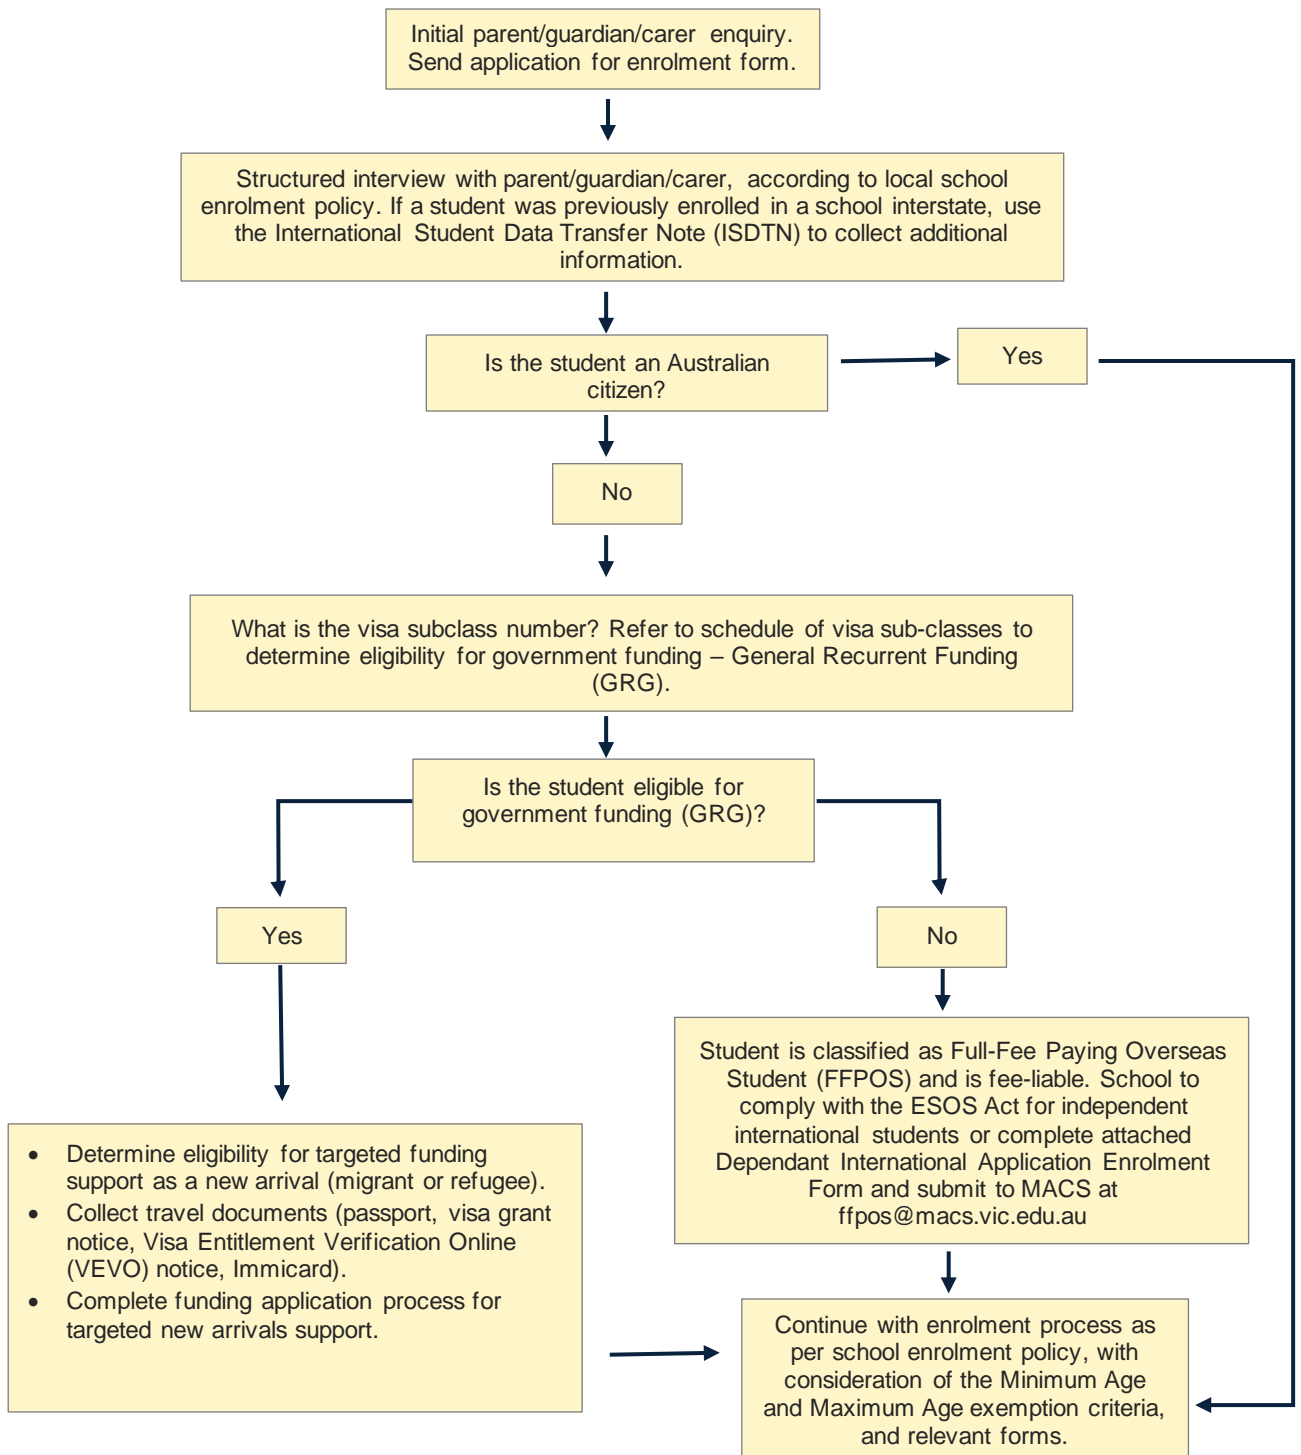 Initial parent/guardian/carer enquiry.
Send application for enrolment form.
Structured interview with parent/guardian/carer, according to local school
enrolment policy. If a student was previously enrolled in a school interstate, use
the International Student Data Transfer Note (ISDTN) to collect additional
information.
Is the student an Australian
citizen?
Yes
No
What is the visa subclass number? Refer to schedule of visa sub-classes to
determine eligibility for government funding – General Recurrent Funding
(GRG).
Is the student eligible for
government funding (GRG)?
Yes
No
Student is classified as Full-Fee Paying Overseas
Student (FFPOS) and is fee-liable. School to
comply with the ESOS Act for independent
international students or complete attached
Dependant International Application Enrolment
Form and submit to MACS at
ffpos@macs.vic.edu.au
• Determine eligibility for targeted funding
support as a new arrival (migrant or refugee).
• Collect travel documents (passport, visa grant
notice, Visa Entitlement Verification Online
(VEVO) notice, Immicard).
• Complete funding application process for
targeted new arrivals support.
Continue with enrolment process as
per school enrolment policy, with
consideration of the Minimum Age
and Maximum Age exemption criteria,
and relevant forms.